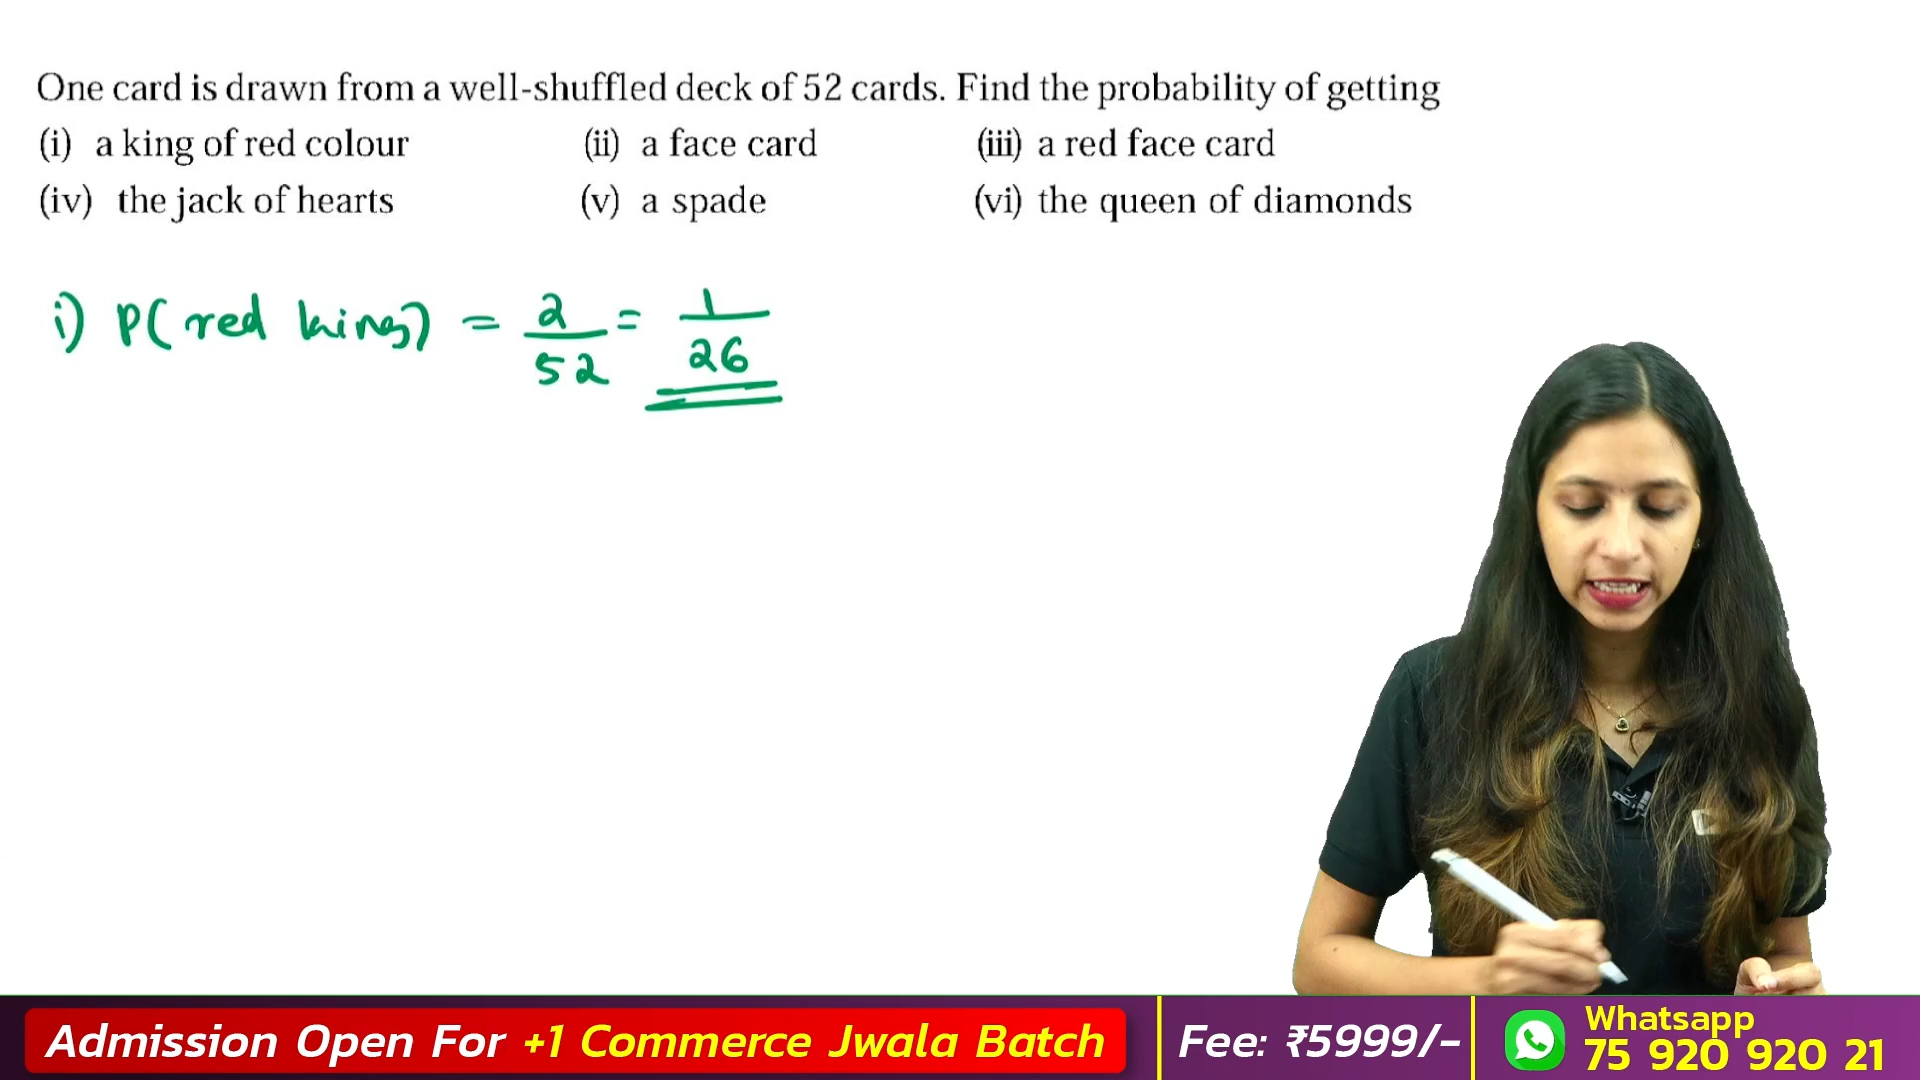 One card is drawn from a well-shuffled deck of 52 cards. Find the probability of getting
(i) a king of red colour (ii) a face card (iii) a red face card
(iv) the jack of hearts (v) a spade (vi) the queen of diamonds
i) P(red king) = 2/52 = 1/26
Admission Open For +1 Commerce Jwala Batch
Fee: ₹5999/-
Whatsapp
75 920 920 21